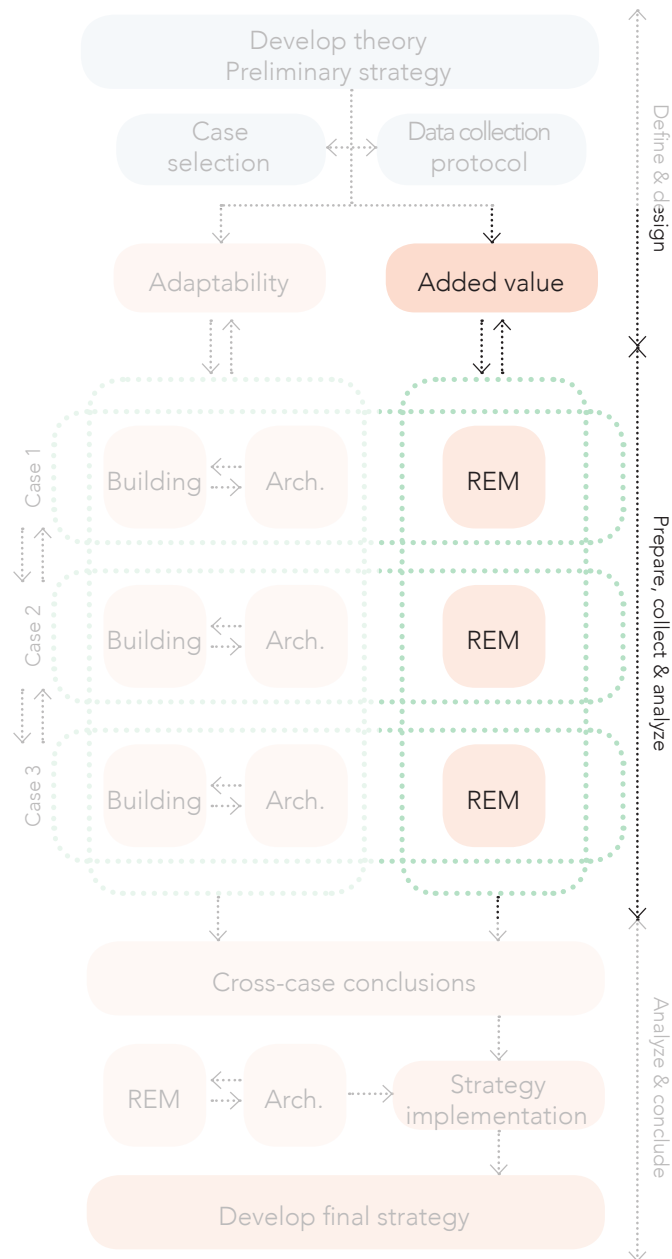 Develop theory
Preliminary strategy
Case
selection
Data collection
protocol
Define & design
Adaptability
Added value
Case 1
Building
Arch.
REM
Case 2
Building
Arch.
REM
Prepare, collect & analyze
Case 3
Building
Arch.
REM
Cross-case conclusions
REM
Arch.
Strategy
implementation
Analyze & conclude
Develop final strategy